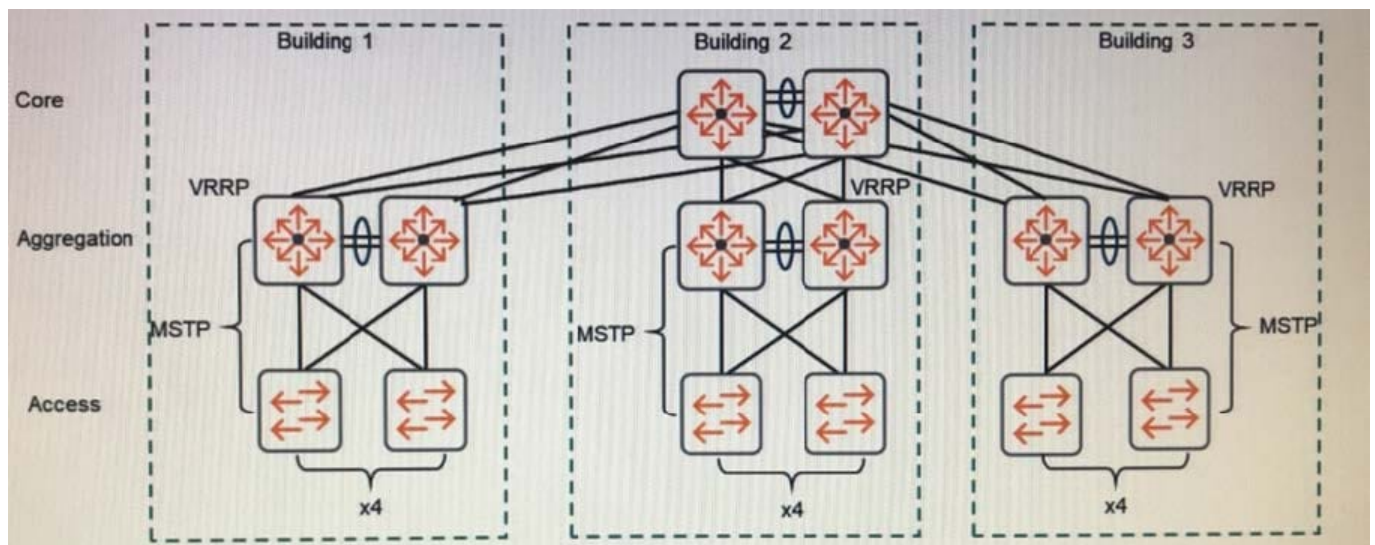 Building 1
Building 2
Building 3
Core
VRRP
VRRP
VRRP
Aggregation
MSTP
MSTP
MSTP
Access
x4
x4
x4